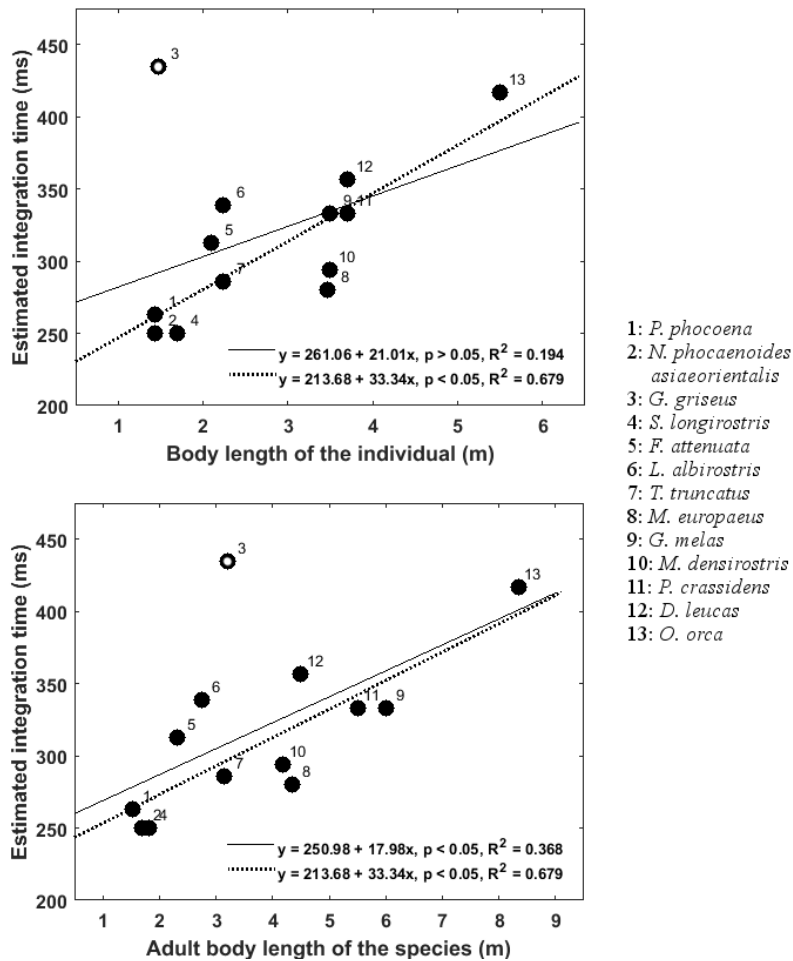 Estimated integration time (ms)
450
400
350
300
250
200
3
13
12
6
9
11
5
10
8
7
1
2
4
y = 261.06 + 21.01x, p > 0.05, R² = 0.194
y = 213.68 + 33.34x, p < 0.05, R² = 0.679
1 2 3 4 5 6
Body length of the individual (m)
1: P. phocoena
2: N. phocaenoides
asiaeorientalis
3: G. griseus
4: S. longirostris
5: F. attenuata
6: L. albirostris
7: T. truncatus
8: M. europaeus
9: G. melas
10: M. densirostris
11: P. crassidens
12: D. leucas
13: O. orca
Estimated integration time (ms)
450
400
350
300
250
200
3
13
12
6
11
9
5
10
7
8
1
2
4
y = 250.98 + 17.98x, p < 0.05, R² = 0.368
y = 213.68 + 33.34x, p < 0.05, R² = 0.679
1 2 3 4 5 6 7 8 9
Adult body length of the species (m)